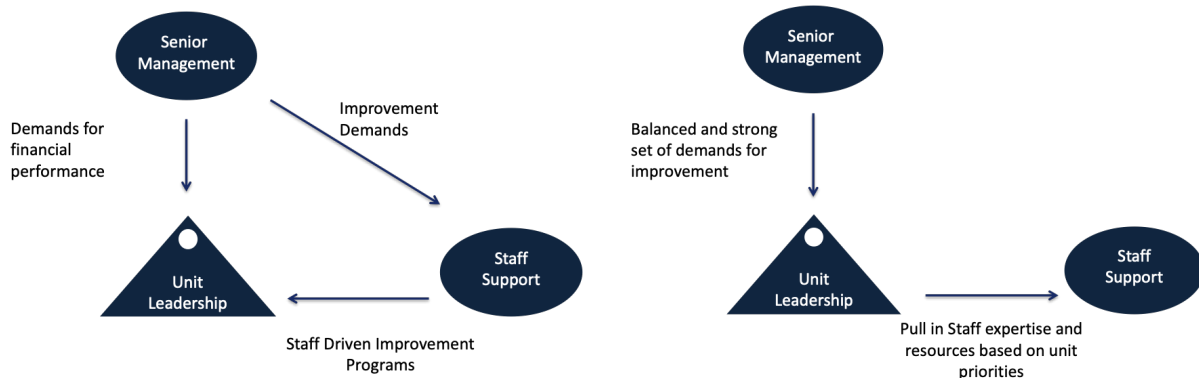 Senior
Management
Demands for
financial
performance
Improvement
Demands
Unit
Leadership
Staff
Support
Staff Driven Improvement
Programs
Senior
Management
Balanced and strong
set of demands for
improvement
Unit
Leadership
Staff
Support
Pull in Staff expertise and
resources based on unit
priorities